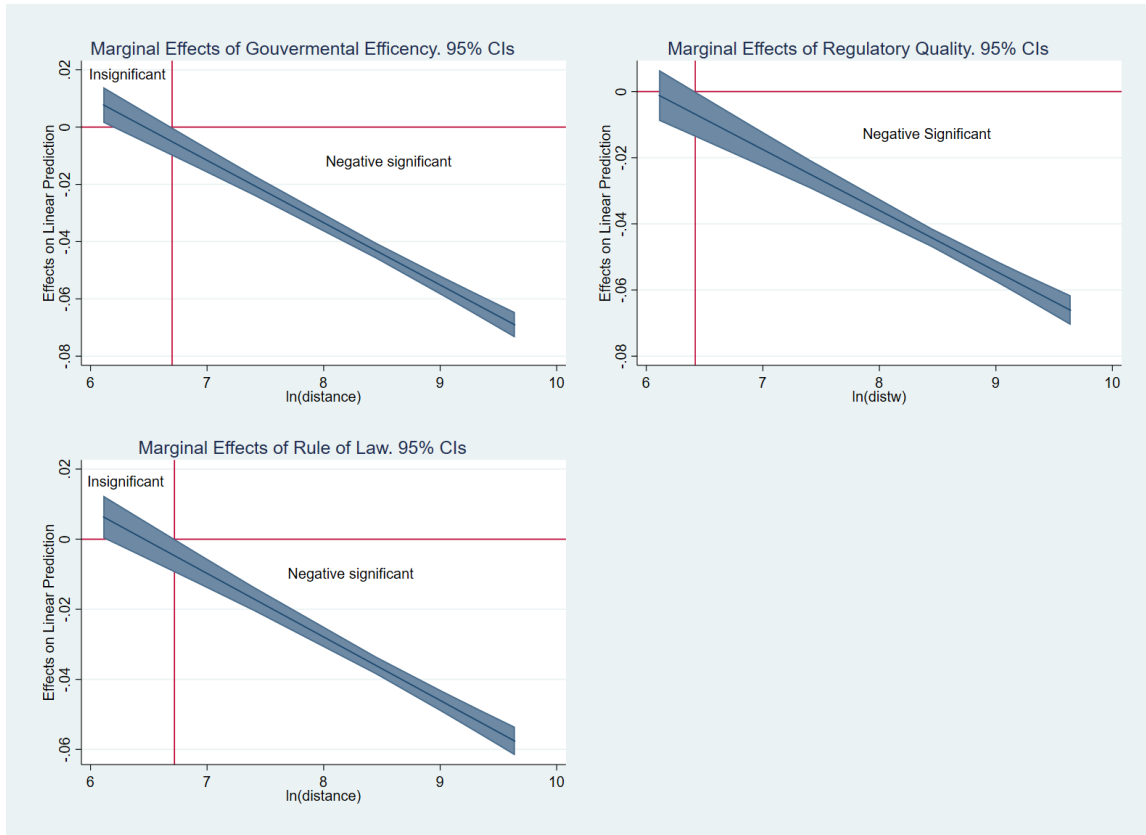 Marginal Effects of Gouvermental Efficency. 95% CIs
Insignificant
Negative significant
Effects on Linear Prediction
.02
0
-.02
-.04
-.06
-.08
6 7 8 9 10
ln(distance)
Marginal Effects of Regulatory Quality. 95% CIs
Negative Significant
Effects on Linear Prediction
0
-.02
-.04
-.06
-.08
6 7 8 9 10
ln(distw)
Marginal Effects of Rule of Law. 95% CIs
Insignificant
Negative significant
Effects on Linear Prediction
.02
0
-.02
-.04
-.06
6 7 8 9 10
ln(distance)